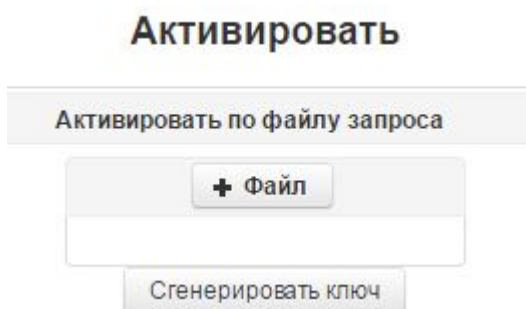 Активировать
Активировать по файлу запроса
+ Файл
Сгенерировать ключ